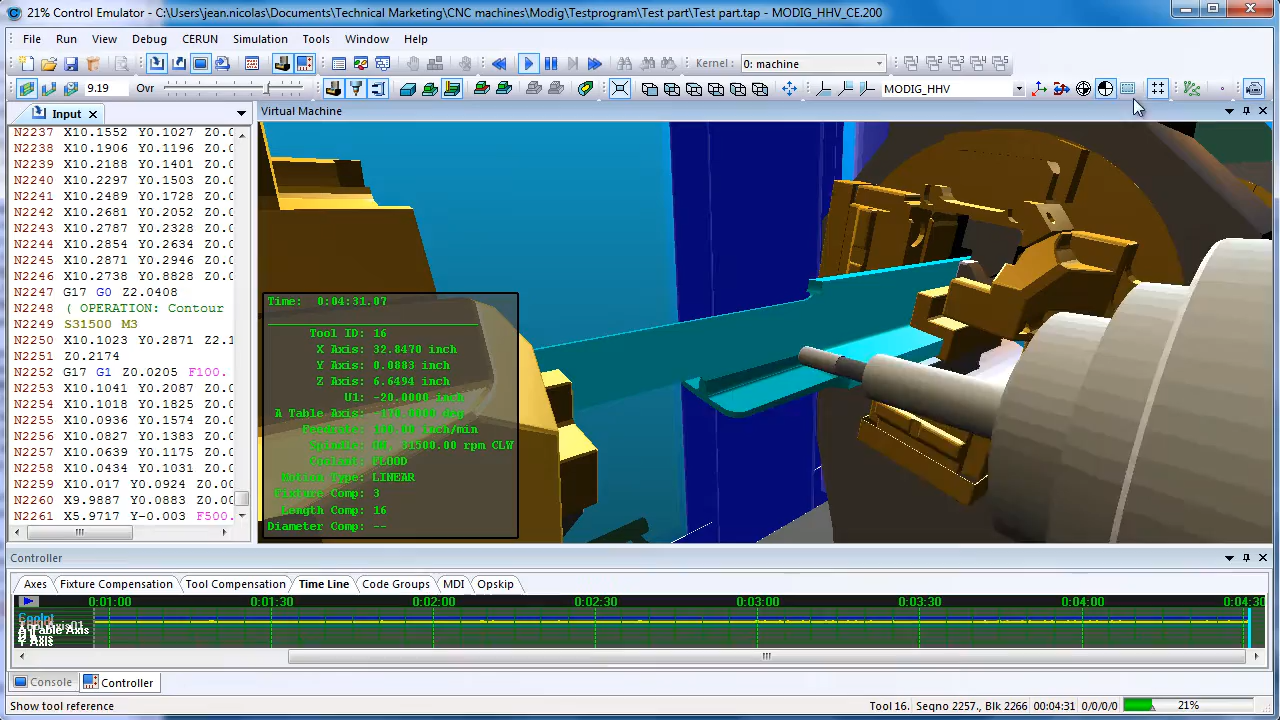 21% Control Emulator - C:\Users\jean.nicolas\Documents\Technical Marketing\CNC machines\Modig\Testprogram\Test part\Test part.tap - MODIG_HHV_CE.200
File Run View Debug CERUN Simulation Tools Window Help
Kernel: 0: machine
9.19 Ovr MODIG_HHV
Input
Virtual Machine
N2237 X10.1552 Y0.1027 Z0.0
N2238 X10.1906 Y0.1196 Z0.0
N2239 X10.2188 Y0.1401 Z0.0
N2240 X10.2297 Y0.1503 Z0.0
N2241 X10.2489 Y0.1728 Z0.0
N2242 X10.2681 Y0.2052 Z0.0
N2243 X10.2787 Y0.2328 Z0.0
N2244 X10.2854 Y0.2634 Z0.0
N2245 X10.2871 Y0.2946 Z0.0
N2246 X10.2738 Y0.8828 Z0.0
N2247 G17 G0 Z2.0408
N2248 ( OPERATION: Contour
N2249 S31500 M3
N2250 X10.1023 Y0.2871 Z2.1
N2251 Z0.2174
N2252 G17 G1 Z0.0205 F100.
N2253 X10.1041 Y0.2087 Z0.0
N2254 X10.1018 Y0.1825 Z0.0
N2255 X10.0936 Y0.1574 Z0.0
N2256 X10.0827 Y0.1382 Z0.0
N2257 X10.0639 Y0.1175 Z0.0
N2258 X10.0484 Y0.1031 Z0.0
N2259 X10.017 Y0.0924 Z0.0
N2260 X9.9887 Y0.0883 Z0.00
N2261 X5.9717 Y-0.003 F500.
Time: 0:04:31.07
Tool ID: 16
X Axis: 32.8470 inch
Y Axis: 0.0883 inch
Z Axis: 6.6494 inch
U1: -20.0000 inch
A Table Axis:
inch/min
31500.00 rpm CLW
FLOOD
Motion Type: LINEAR
Fixture Comp: 3
Length Comp: 16
Diameter Comp: --
Controller
Axes Fixture Compensation Tool Compensation Time Line Code Groups MDI Opskip
0:01:00 0:01:30 0:02:00 0:02:30 0:03:00 0:03:30 0:04:00 0:04:30
A Table Axis
Axis
Console Controller
Show tool reference Tool 16. Seqno 2257., Blk 2266 00:04:31 0/0/0/0 21%